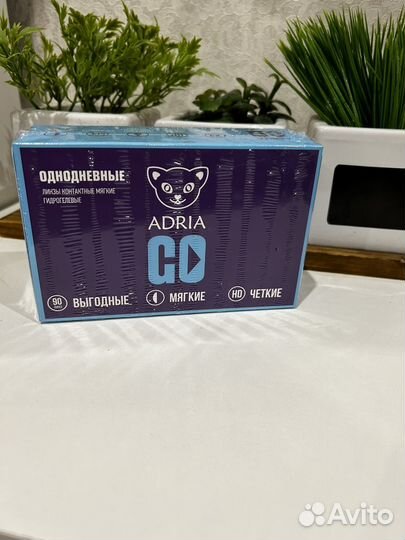 ОДНОДНЕВНЫЕ
ЛИНЗЫ КОНТАКТНЫЕ МЯГКИЕ
ГИДРОГЕЛЕВЫЕ
ADRIA
GO
90 ВЫГОДНЫЕ
МЯГКИЕ
HD ЧЕТКИЕ
Avito